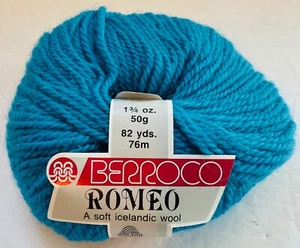 1¾ oz.
50g
82 yds.
76m
BERROCO
ROMEO
A soft icelandic wool